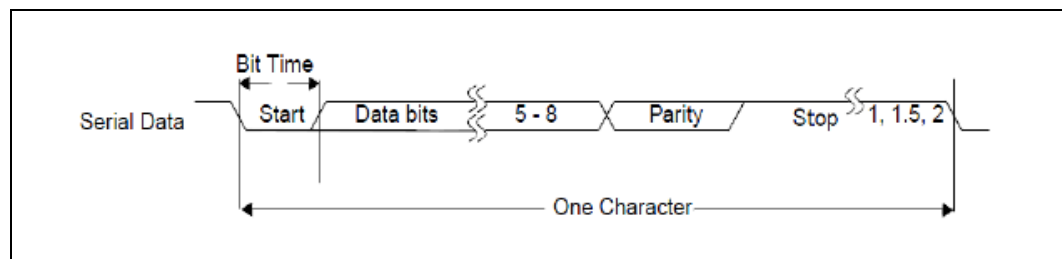 Bit Time
Serial Data Start Data bits 5 - 8 Parity Stop 1, 1.5, 2
One Character